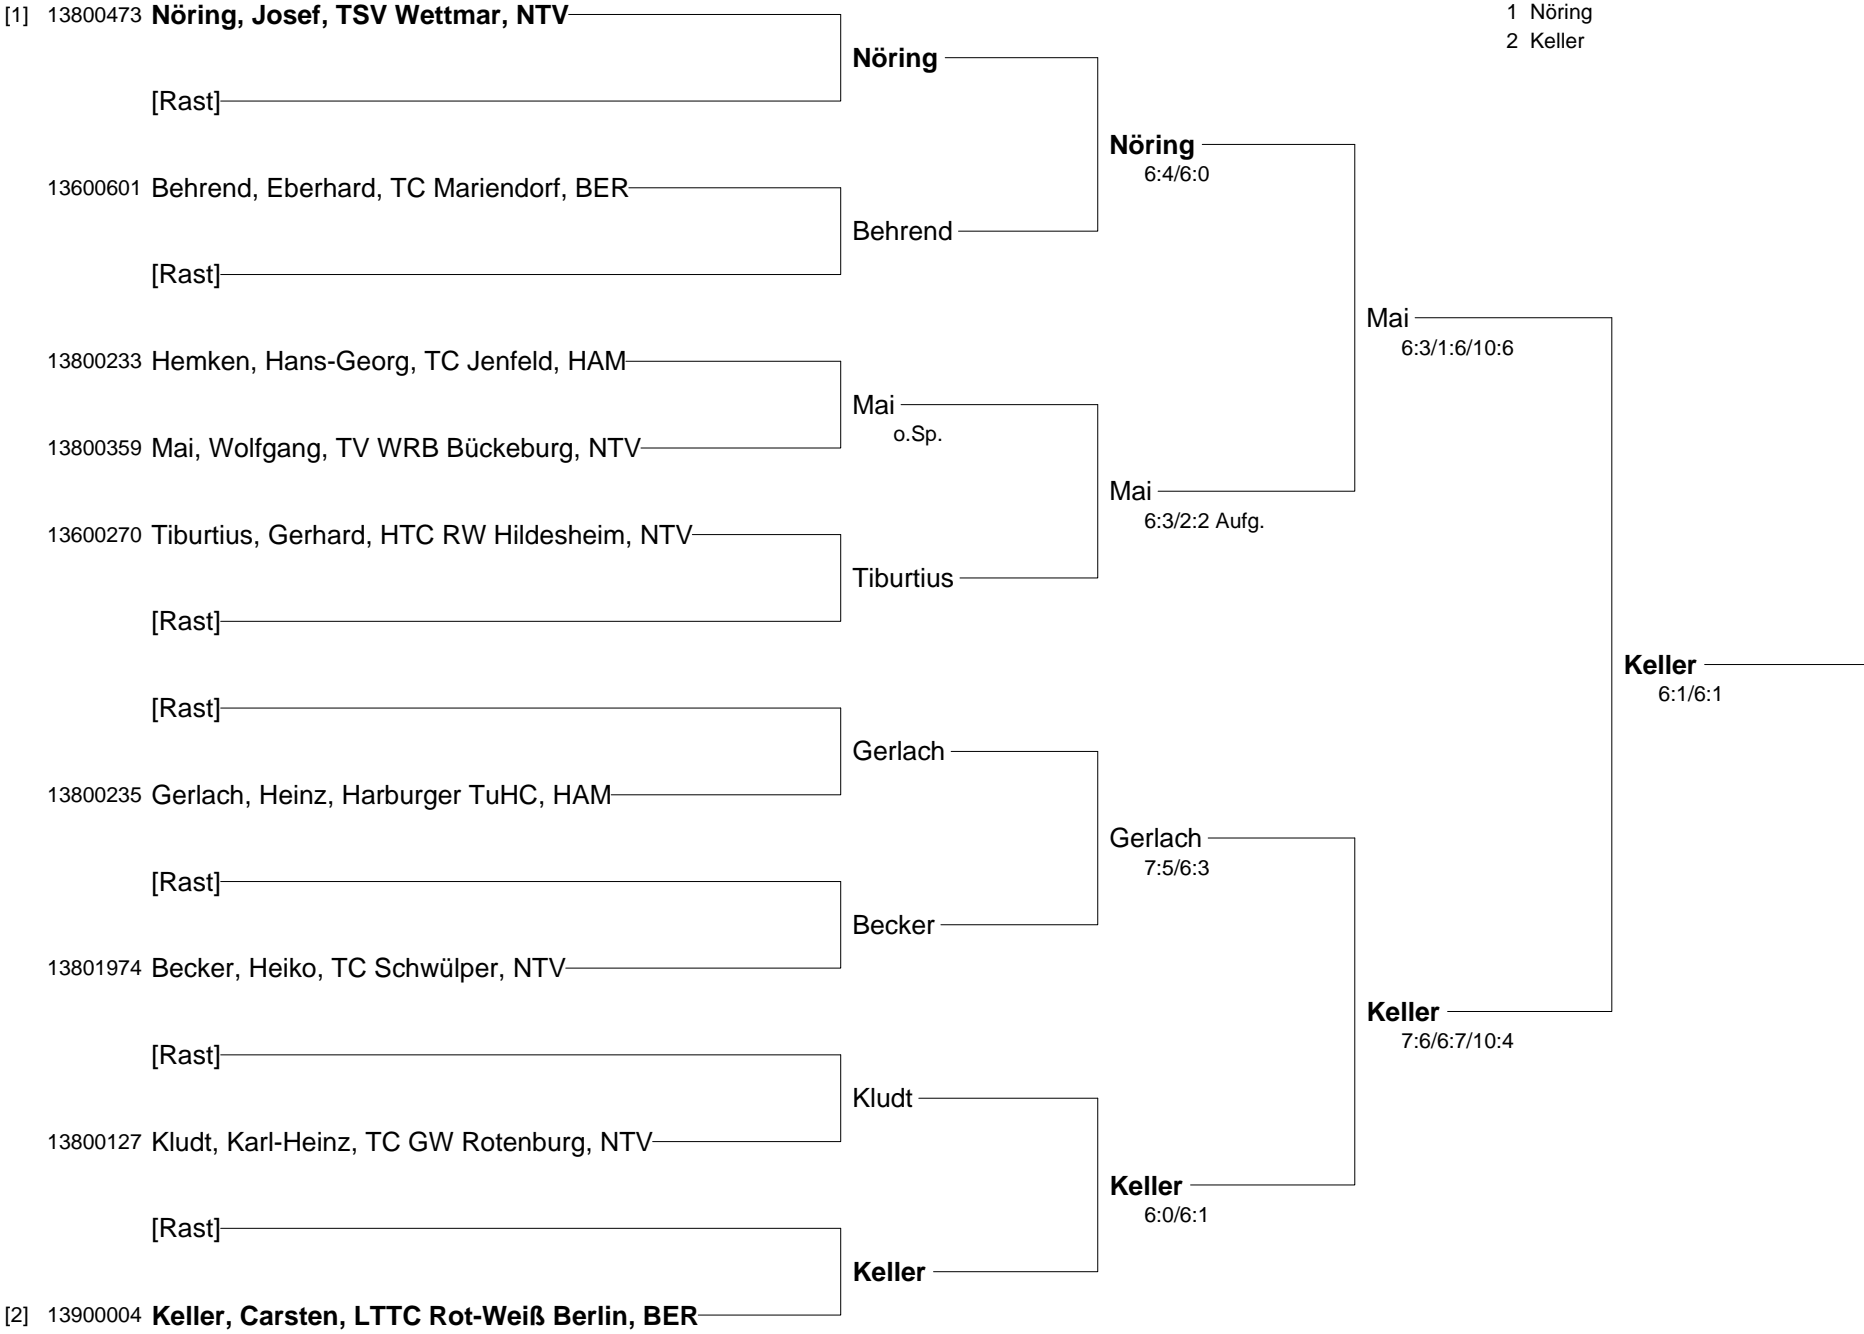 [1] 13800473 Nöring, Josef, TSV Wettmar, NTV
1 Nöring
2 Keller
Nöring
[Rast]
Nöring
6:4/6:0
13600601 Behrend, Eberhard, TC Mariendorf, BER
Behrend
[Rast]
Mai
6:3/1:6/10:6
13800233 Hemken, Hans-Georg, TC Jenfeld, HAM
Mai
o.Sp.
13800359 Mai, Wolfgang, TV WRB Bückeburg, NTV
Mai
6:3/2:2 Aufg.
13600270 Tiburtius, Gerhard, HTC RW Hildesheim, NTV
Tiburtius
[Rast]
Keller
6:1/6:1
[Rast]
Gerlach
13800235 Gerlach, Heinz, Harburger TuHC, HAM
Gerlach
7:5/6:3
[Rast]
Becker
13801974 Becker, Heiko, TC Schwülper, NTV
Keller
7:6/6:7/10:4
[Rast]
Kludt
13800127 Kludt, Karl-Heinz, TC GW Rotenburg, NTV
Keller
6:0/6:1
[Rast]
Keller
[2] 13900004 Keller, Carsten, LTTC Rot-Weiß Berlin, BER